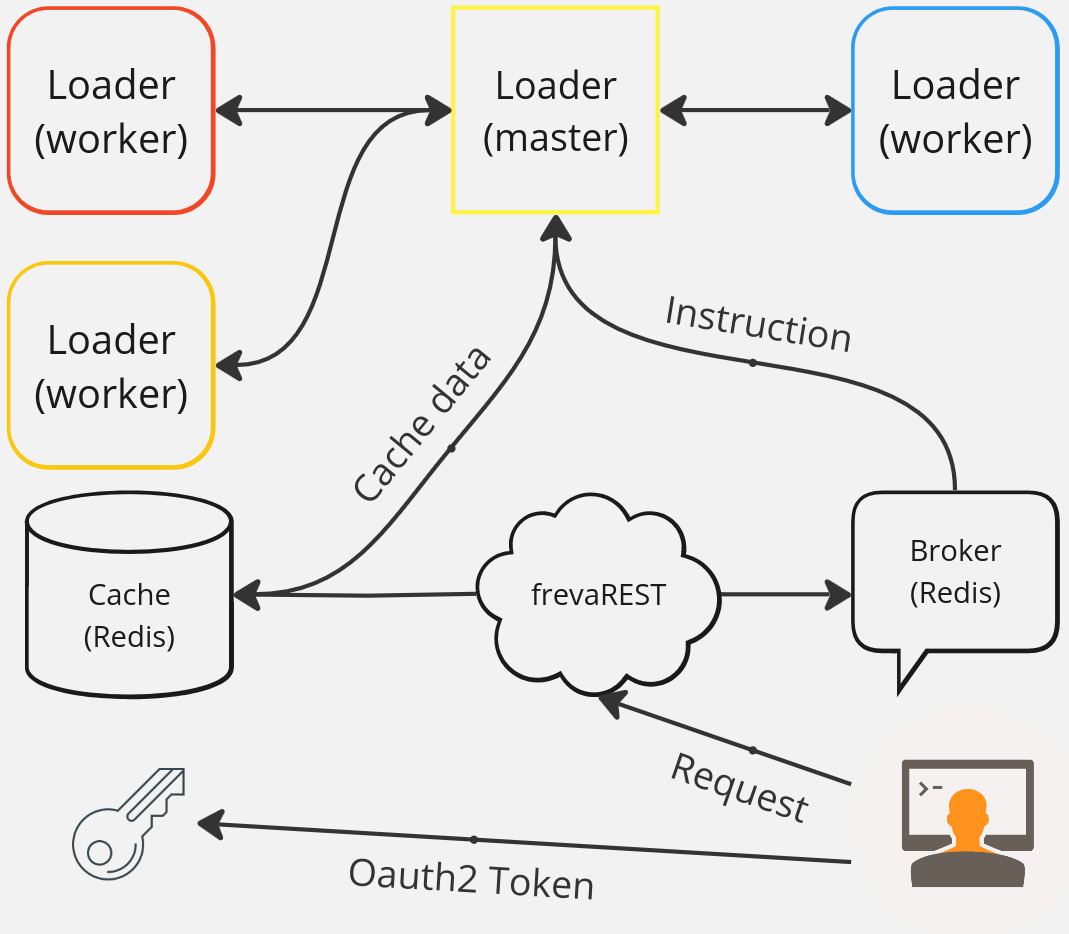 Loader
(worker)
Loader
(master)
Loader
(worker)
Loader
(worker)
Instruction
Cache data
Cache
(Redis)
frevaREST
Broker
(Redis)
Request
Oauth2 Token